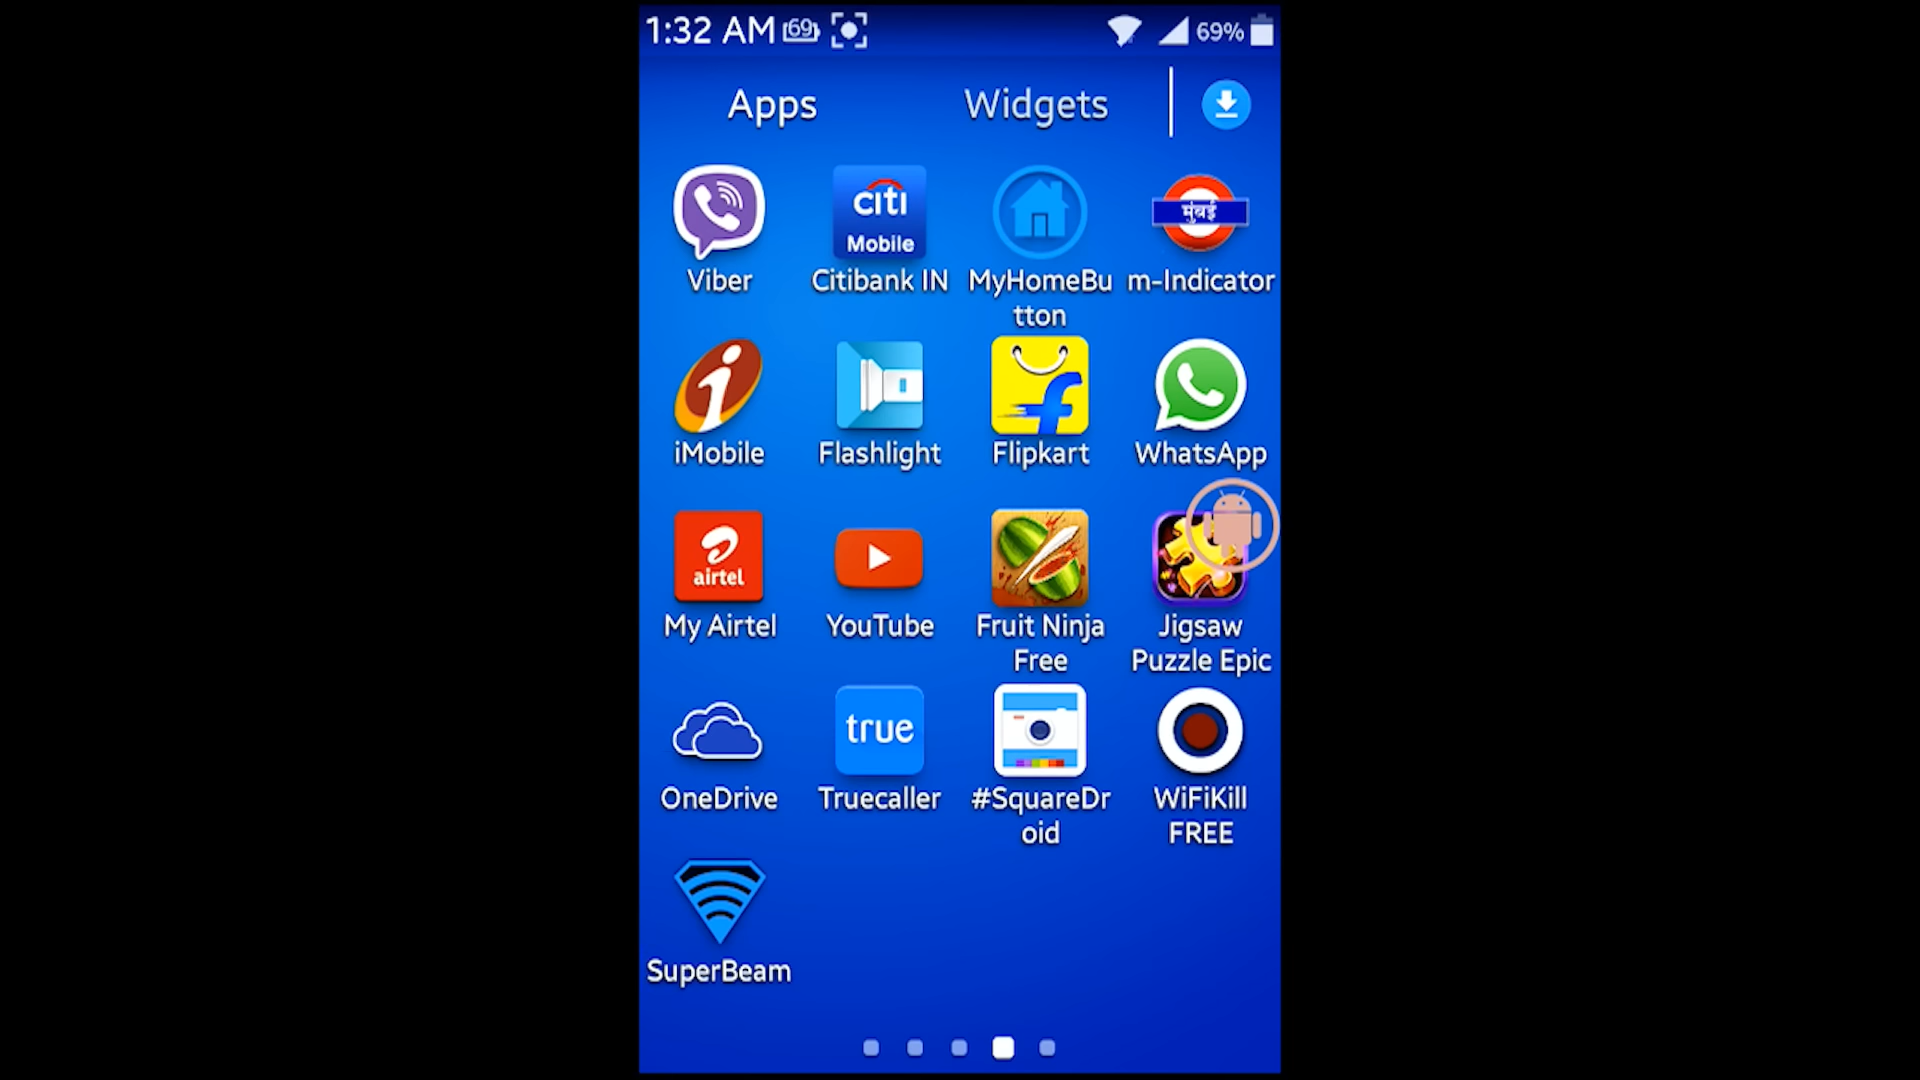 1:32 AM 69 69%
Apps Widgets
citi
Mobile
मुंबई
Viber Citibank IN MyHomeBu m-Indicator
tton
iMobile Flashlight Flipkart WhatsApp
airtel
My Airtel YouTube Fruit Ninja Jigsaw
Free Puzzle Epic
true
OneDrive Truecaller #SquareDr WiFiKill
oid FREE
SuperBeam